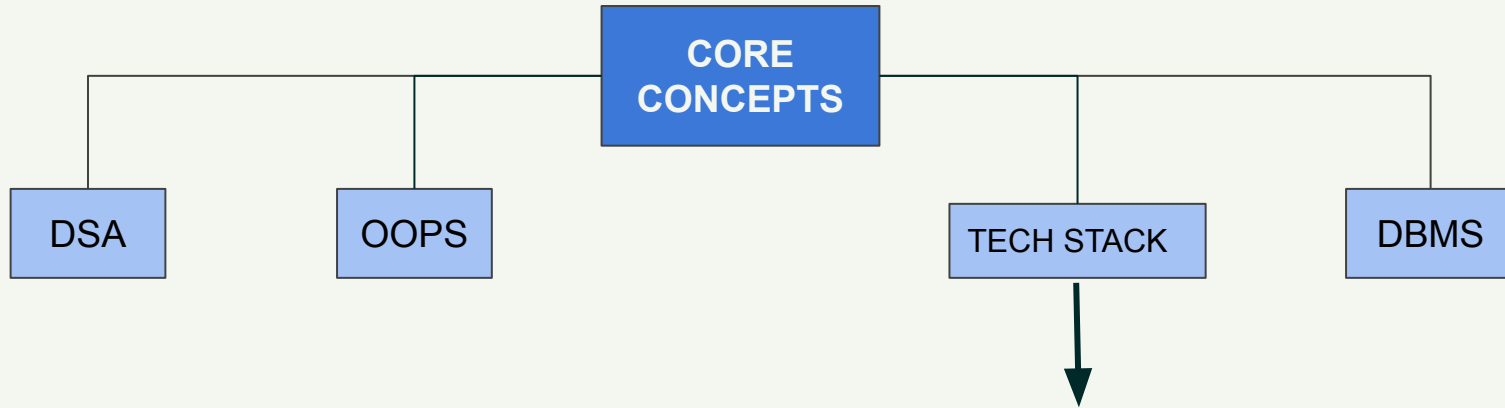 CORE
CONCEPTS
DSA
OOPS
TECH STACK
DBMS